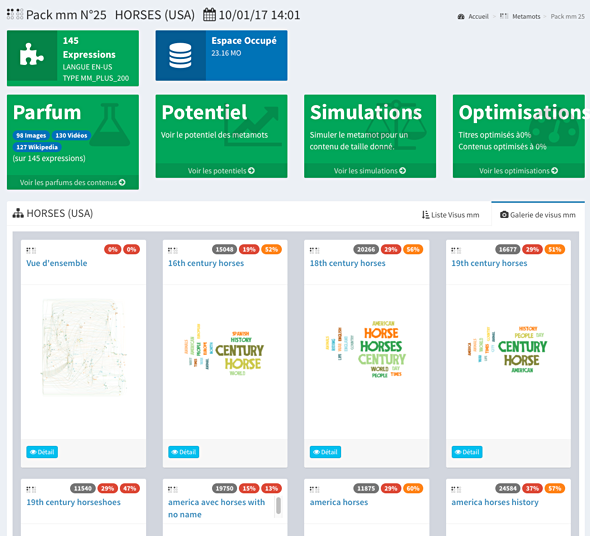 Pack mm N°25 HORSES (USA) 10/01/17 14:01
Accueil Metamots Pack mm 25
145
Expressions
LANGUE EN-US
TYPE MM_PLUS_200
Espace Occupé
23.16 MO
Parfum
98 Images 130 Vidéos
127 Wikipedia
(sur 145 expressions)
Voir les parfums des contenus
Potentiel
Voir le potentiel des metamots
Voir les potentiels
Simulations
Simuler le metamot pour un
contenu de taille donné.
Voir les simulations
Optimisations
Titres optimisés à0%
Contenus optimisés à 0%
Voir les optimisations
HORSES (USA)
Liste Visus mm
Galerie de visus mm
0% 0%
Vue d'ensemble
Détail
15048 19% 52%
16th century horses
SPANISH
HISTORY
CENTURY
HORSE
WORLD
Détail
20266 29% 56%
18th century horses
AMERICAN
HORSE
HORSES
CENTURY
WORLD DAY
PEOPLE TIMES
Détail
16677 29% 51%
19th century horses
HISTORY
PEOPLE DAY
CENTURY
HORSE
AMERICAN
Détail
11540 29% 47%
19th century horseshoes
19750 15% 13%
america avec horses with
no name
11875 29% 60%
america horses
24584 37% 57%
america horses history